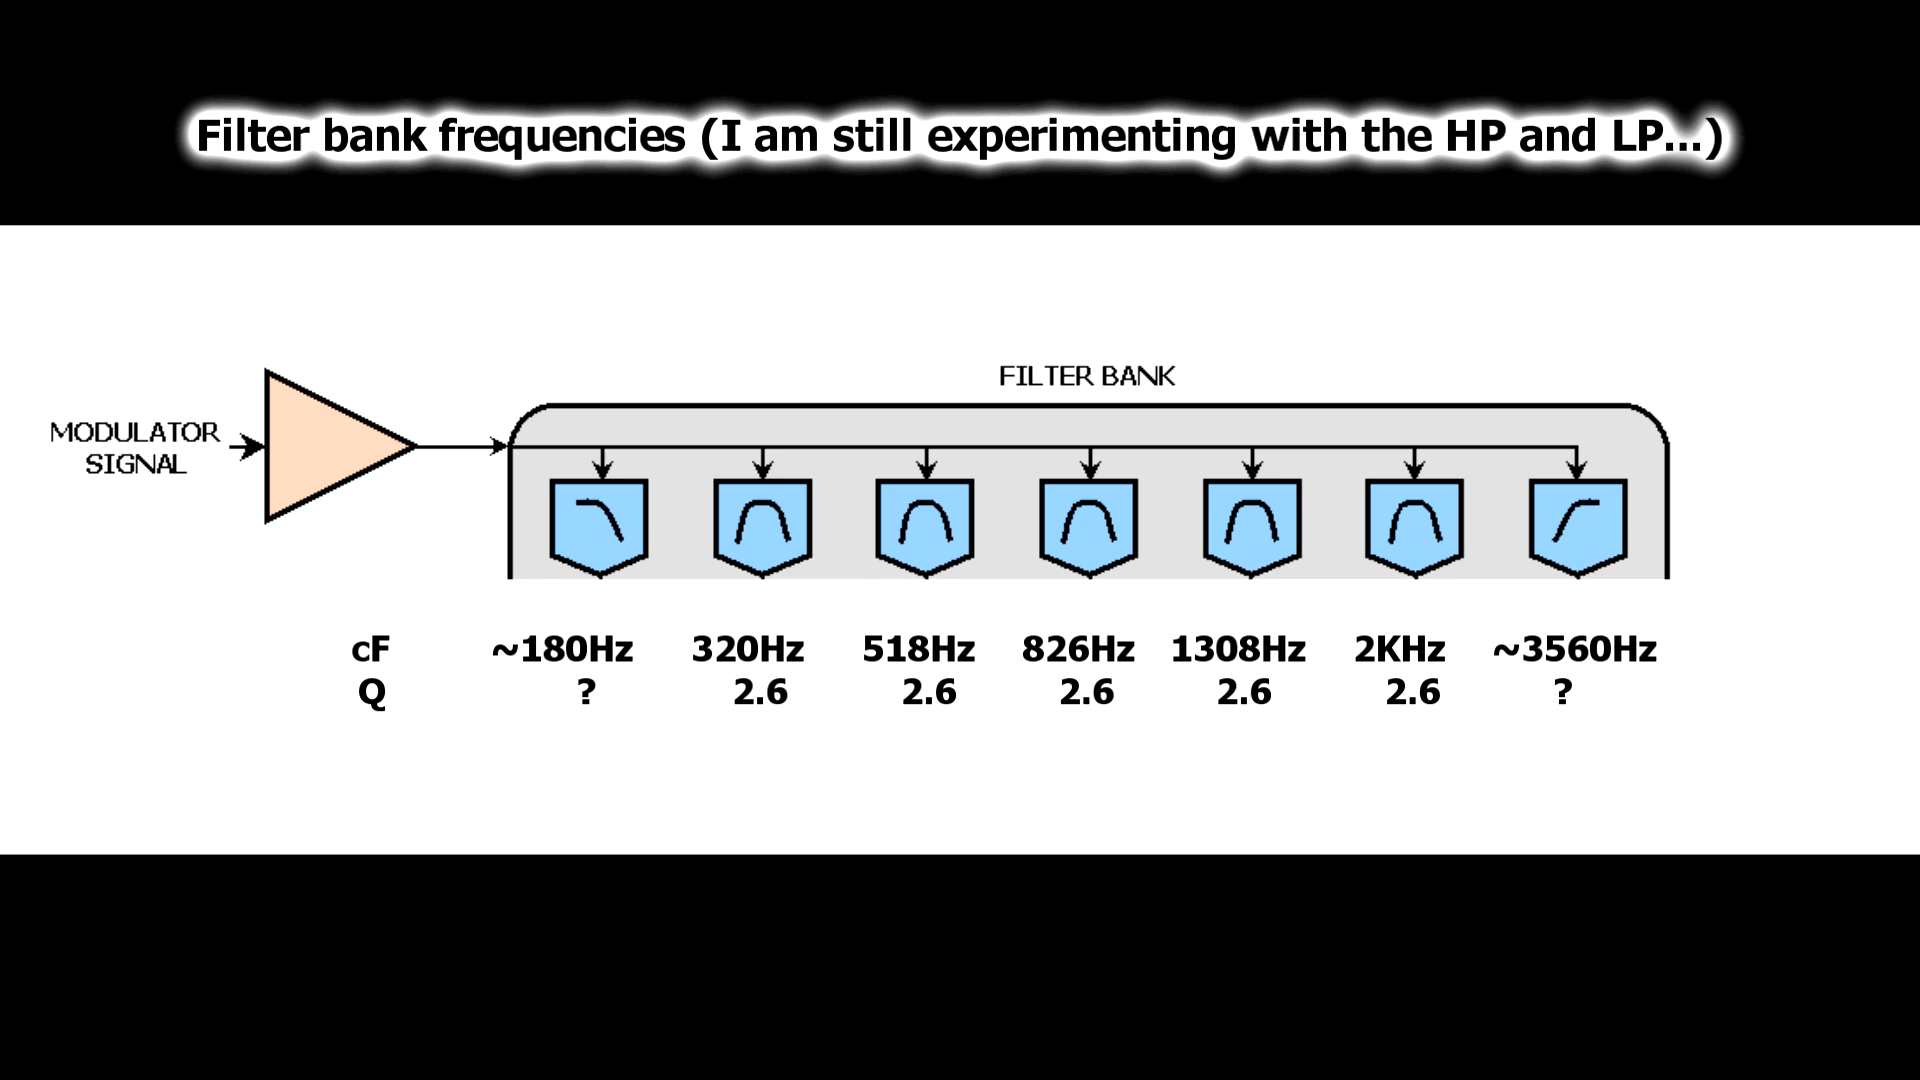 Filter bank frequencies (I am still experimenting with the HP and LP...)
FILTER BANK
MODULATOR
SIGNAL
cF ~180Hz 320Hz 518Hz 826Hz 1308Hz 2KHz ~3560Hz
Q ? 2.6 2.6 2.6 2.6 2.6 ?